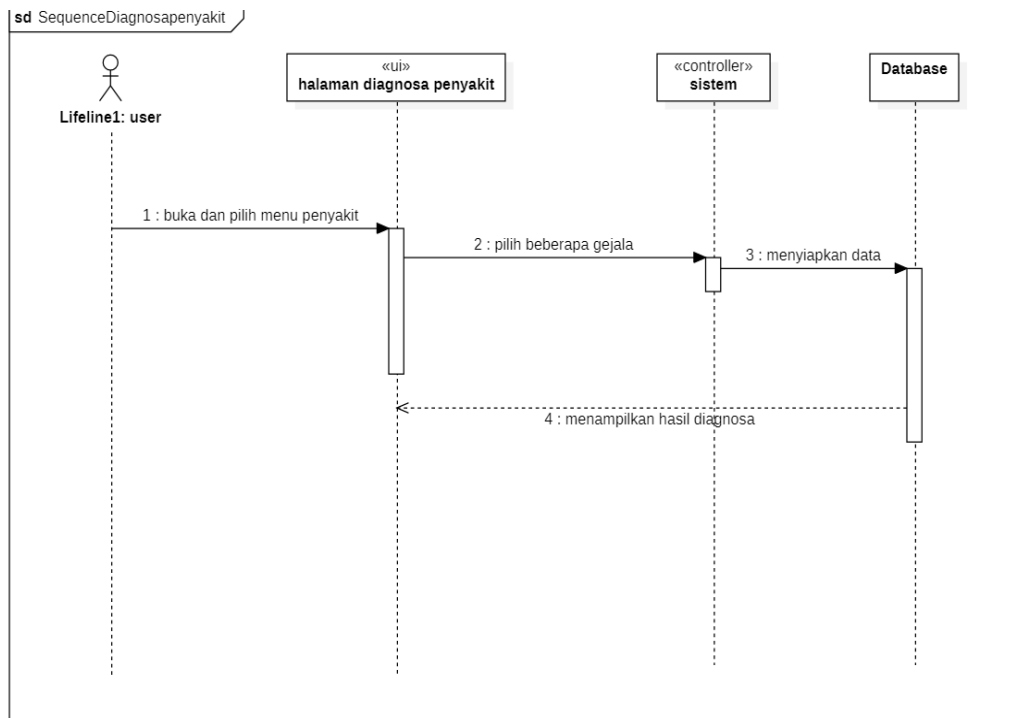 sd SequenceDiagnosapenyakit
«ui»
halaman diagnosa penyakit
«controller»
sistem
Database
Lifeline1: user
1 : buka dan pilih menu penyakit
2 : pilih beberapa gejala
3 : menyiapkan data
4 : menampilkan hasil diagnosa